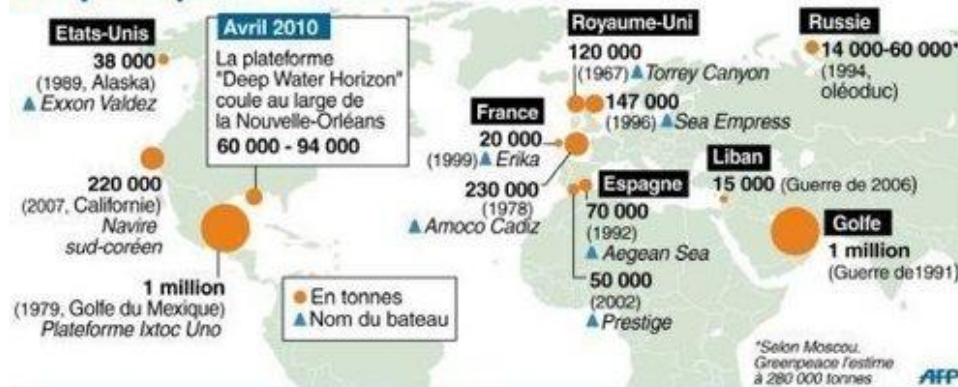 Etats-Unis
38 000
(1989, Alaska)
Exxon Valdez
Avril 2010
La plateforme
"Deep Water Horizon"
coule au large de
la Nouvelle-Orléans
60 000 - 94 000
220 000
(2007, Californie)
Navire
sud-coréen
1 million
(1979, Golfe du Mexique)
Plateforme Ixtoc Uno
En tonnes
Nom du bateau
Royaume-Uni
120 000
(1967) Torrey Canyon
147 000
(1996) Sea Empress
France
20 000
(1999) Erika
230 000
(1978)
Amoco Cadiz
Espagne
70 000
(1992)
Aegean Sea
50 000
(2002)
Prestige
Russie
14 000-60 000*
(1994,
oléoduc)
Liban
15 000 (Guerre de 2006)
Golfe
1 million
(Guerre de1991)
*Selon Moscou.
Greenpeace l'estime
à 280 000 tonnes
AFP